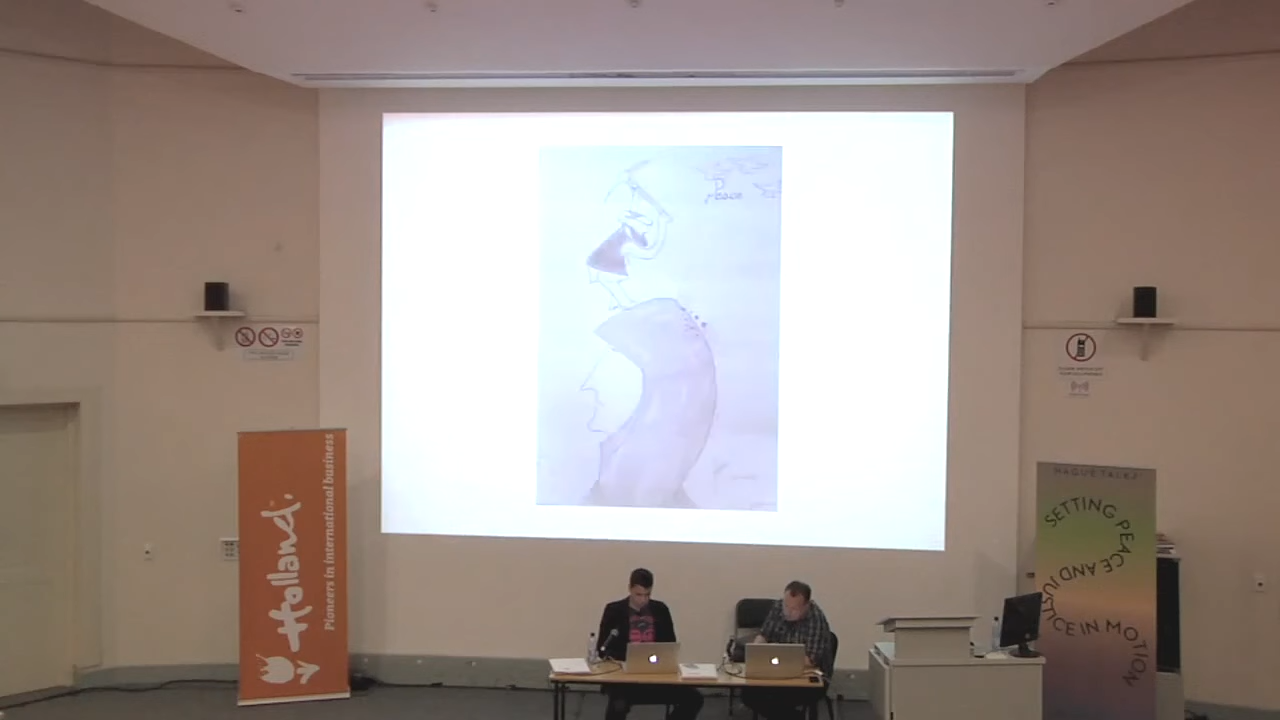 Peace
Holland.
Pioneers in international business
HAGUE TALKS
SETTING PEACE
AND JUSTICE IN MOTION